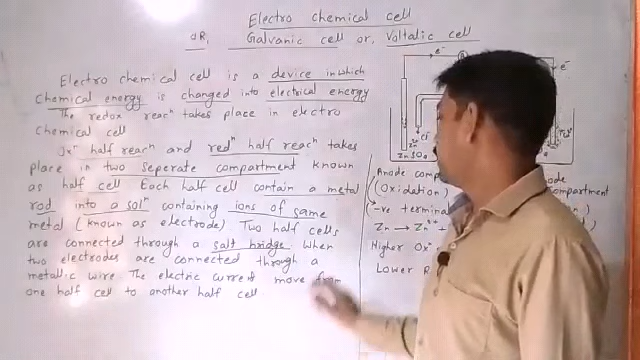 Electro chemical cell
or, Galvanic cell or, Voltalic cell
Electro chemical cell is a device in which
chemical energy is changed into electrical energy
The redox reacⁿ takes place in electro
chemical cell
Oxⁿ half reacⁿ and redⁿ half reacⁿ takes
place in two seperate compartment known
as half cell Each half cell contain a metal
rod into a solⁿ containing ions of same
metal (known as electrode) Two half cells
are connected through a salt bridge When
two electrodes are connected through a
metallic wire The electric current move from
one half cell to another half cell
e⁻
e⁻
Cl⁻
Zn SO₄
Anode
(Oxidation)
-ve
Zn → Zn²⁺ +
Higher Ox
Lower R
compartment